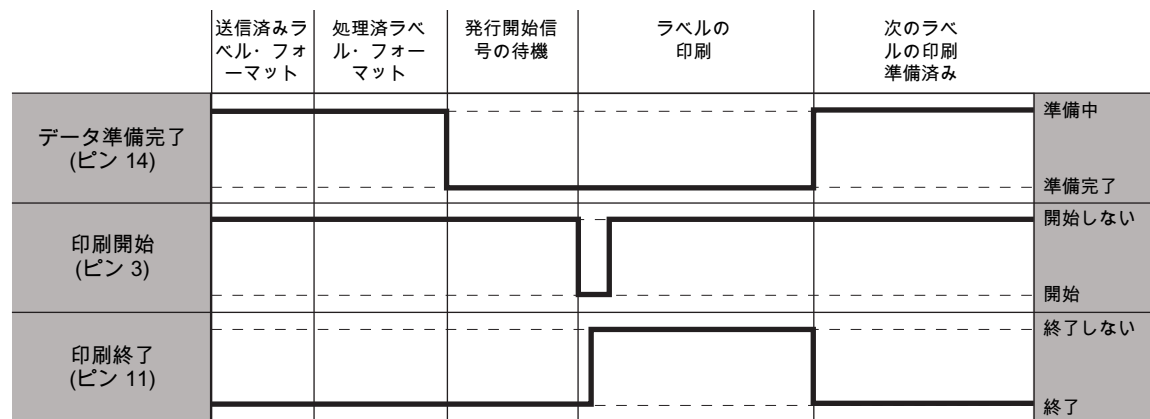 送信済みラ
ベル・フォ
ーマット
処理済ラベ
ル・フォー
マット
発行開始信
号の待機
ラベルの
印刷
次のラベ
ルの印刷
準備済み
データ準備完了
(ピン 14)
準備中
準備完了
印刷開始
(ピン 3)
開始しない
開始
印刷終了
(ピン 11)
終了しない
終了